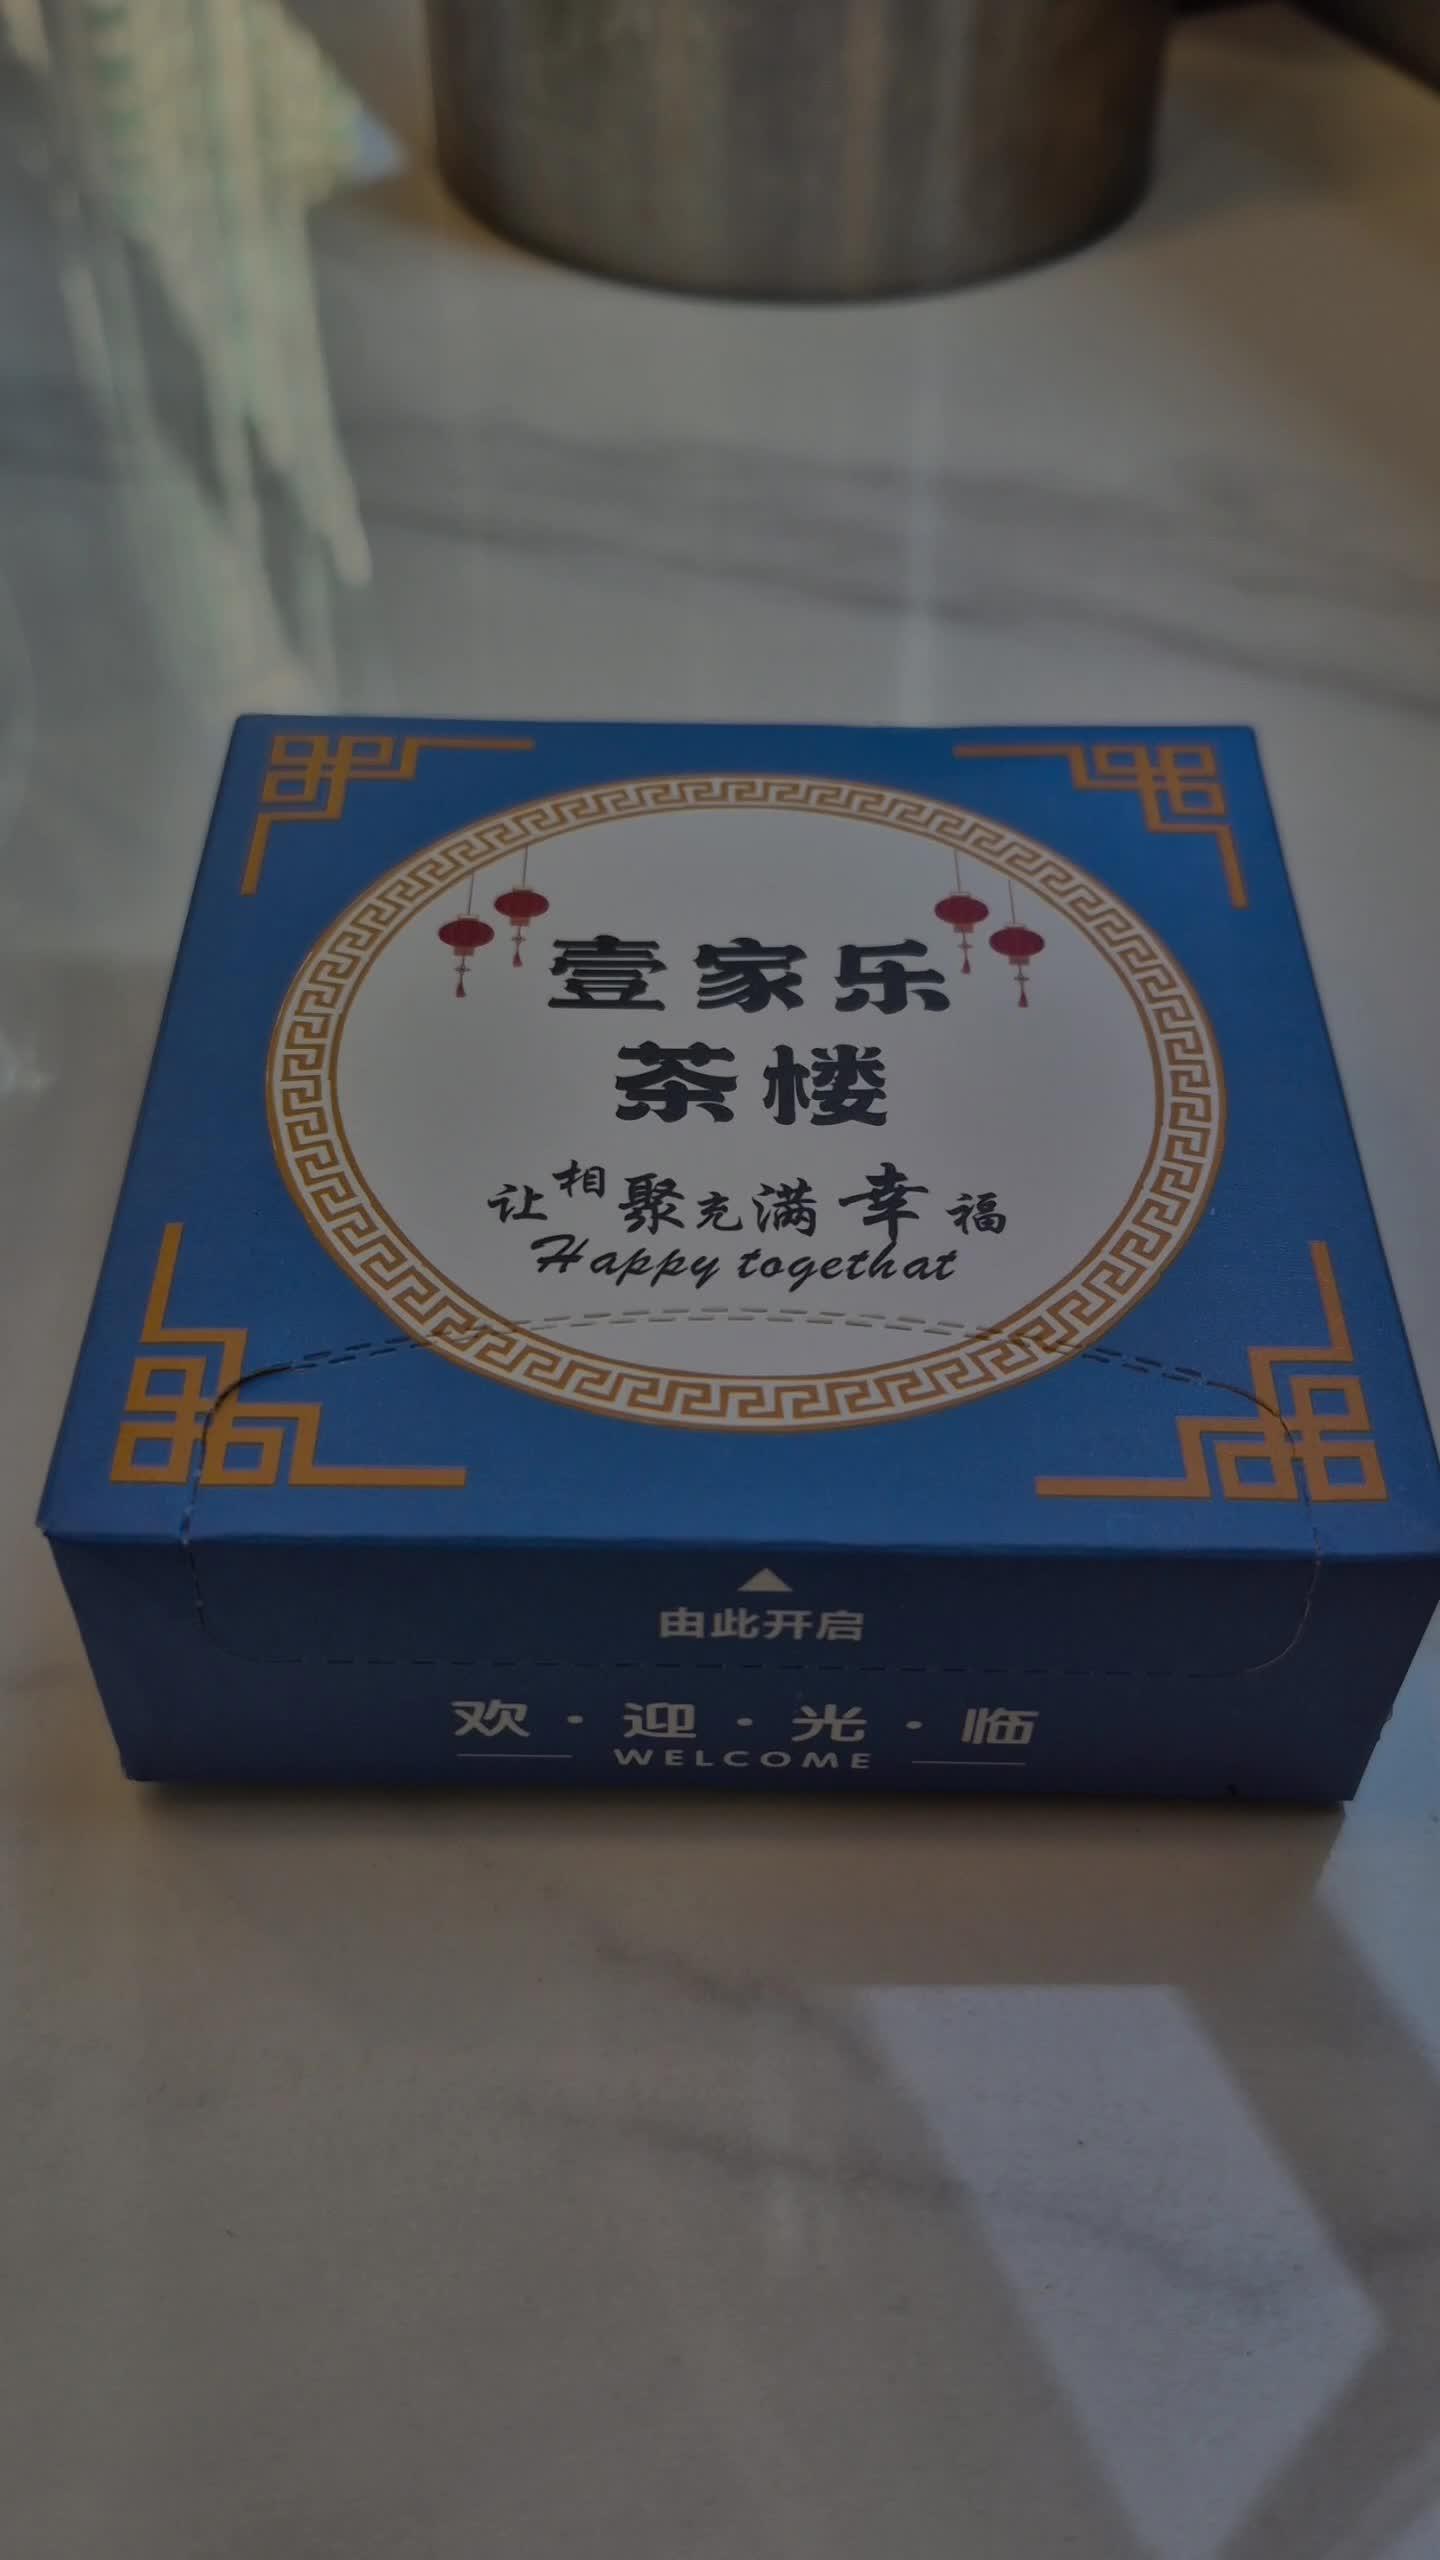 壹家乐
茶楼
让相聚充满幸福
Happy togethat
由此开启
欢·迎·光·临
WELCOME